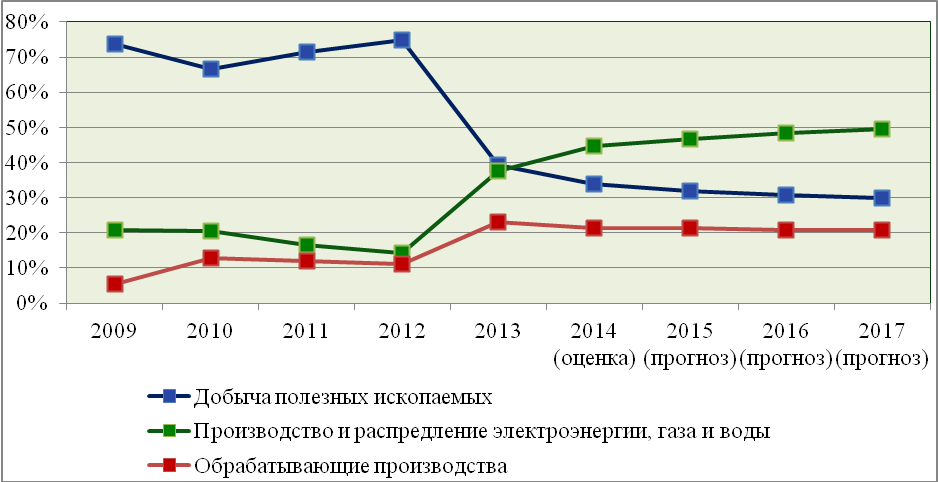 80%
70%
60%
50%
40%
30%
20%
10%
0%
2009 2010 2011 2012 2013 2014 2015 2016 2017
(оценка) (прогноз) (прогноз) (прогноз)
Добыча полезных ископаемых
Производство и распредление электроэнергии, газа и воды
Обрабатывающие производства